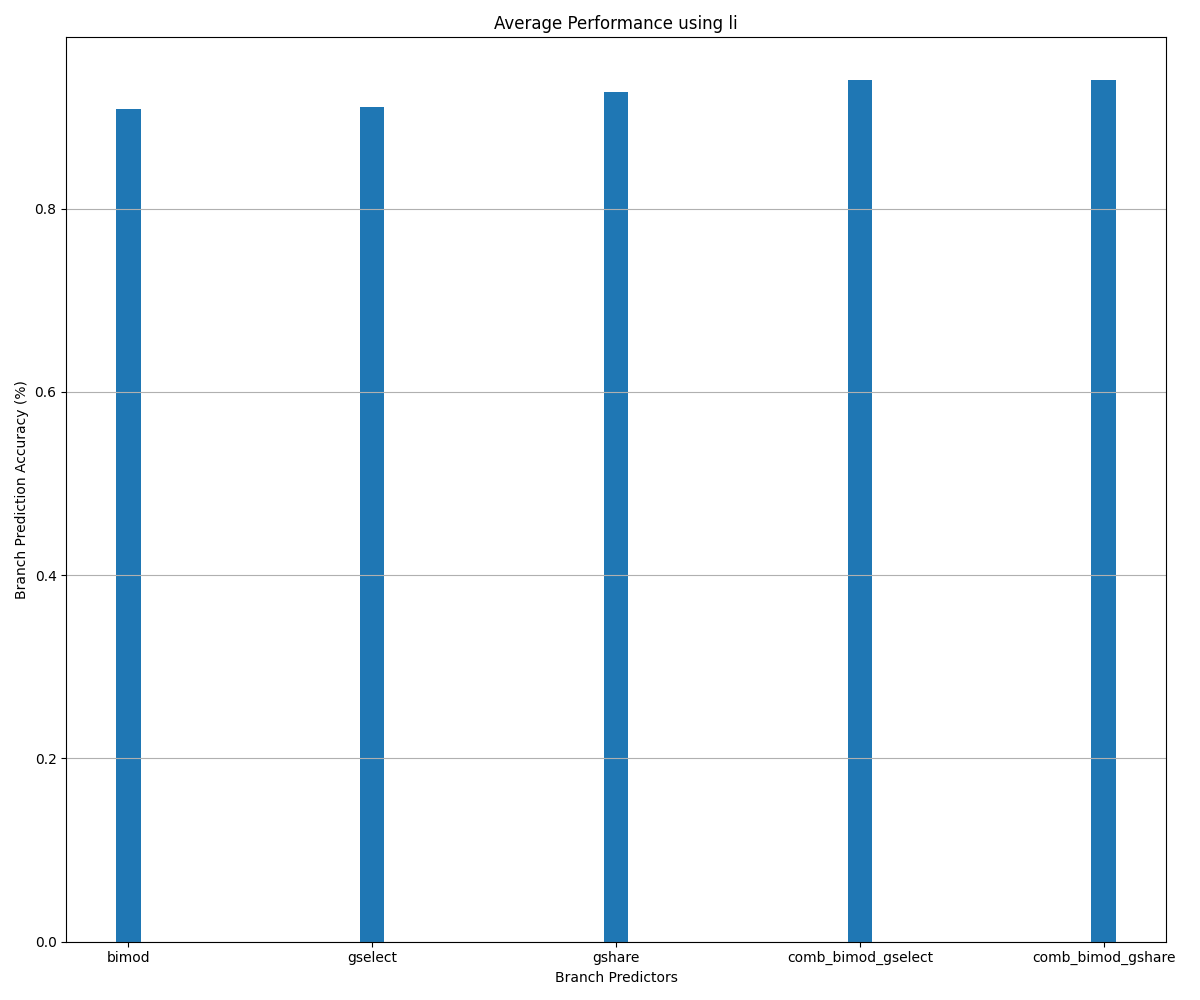 Average Performance using li
Branch Prediction Accuracy (%)
0.8
0.6
0.4
0.2
0.0
bimod gselect gshare comb_bimod_gselect comb_bimod_gshare
Branch Predictors